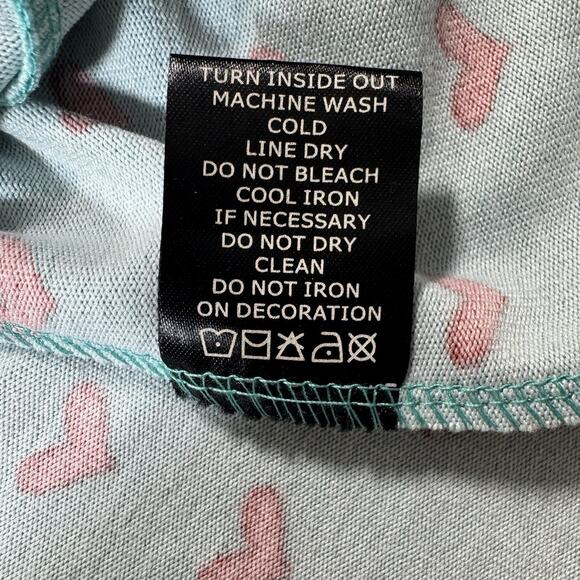 TURN INSIDE OUT
MACHINE WASH
COLD
LINE DRY
DO NOT BLEACH
COOL IRON
IF NECESSARY
DO NOT DRY
CLEAN
DO NOT IRON
ON DECORATION